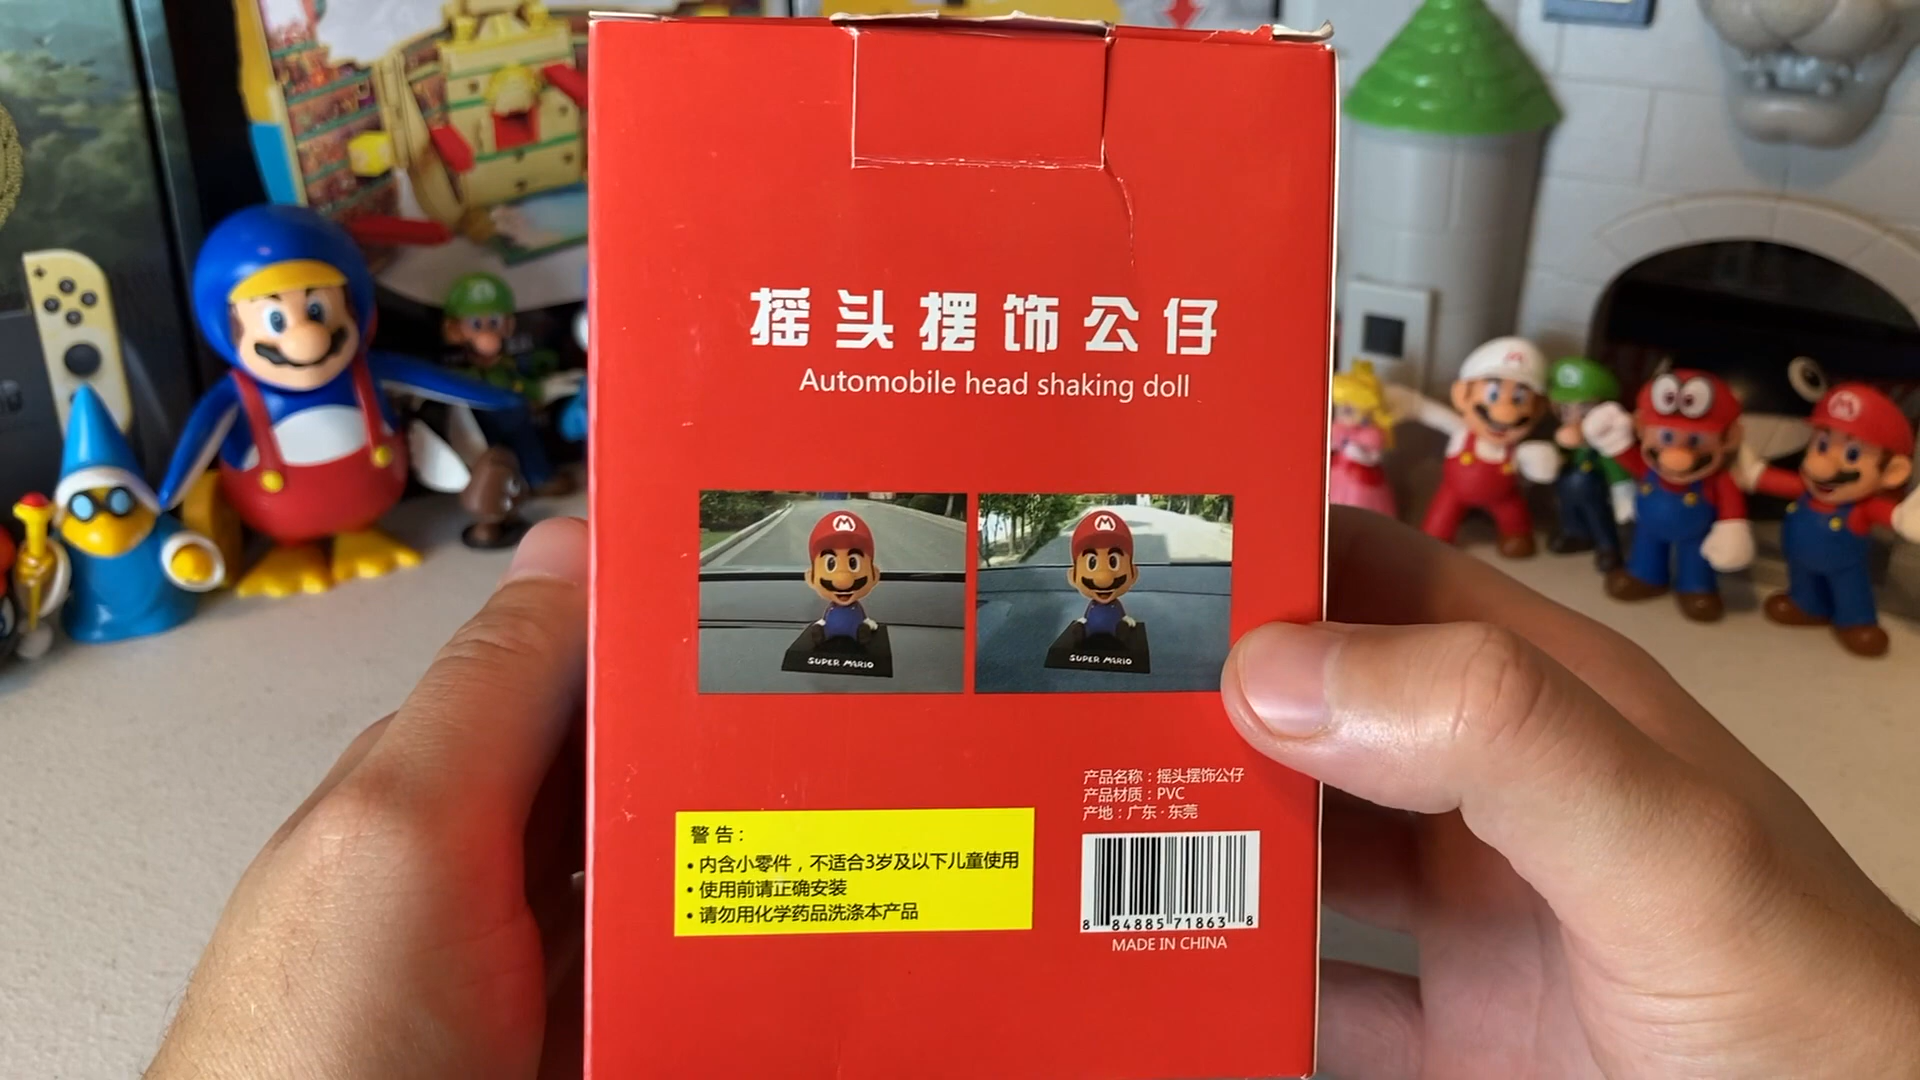 摇头摆饰公仔
Automobile head shaking doll
M
M
SUPER MARIO
SUPER MARIO
产品名称：摇头摆饰公仔
产品材质：PVC
产地：广东·东莞
警告：
• 内含小零件，不适合3岁及以下儿童使用
• 使用前请正确安装
• 请勿用化学药品洗涤本产品
8 84885 71863 8
MADE IN CHINA